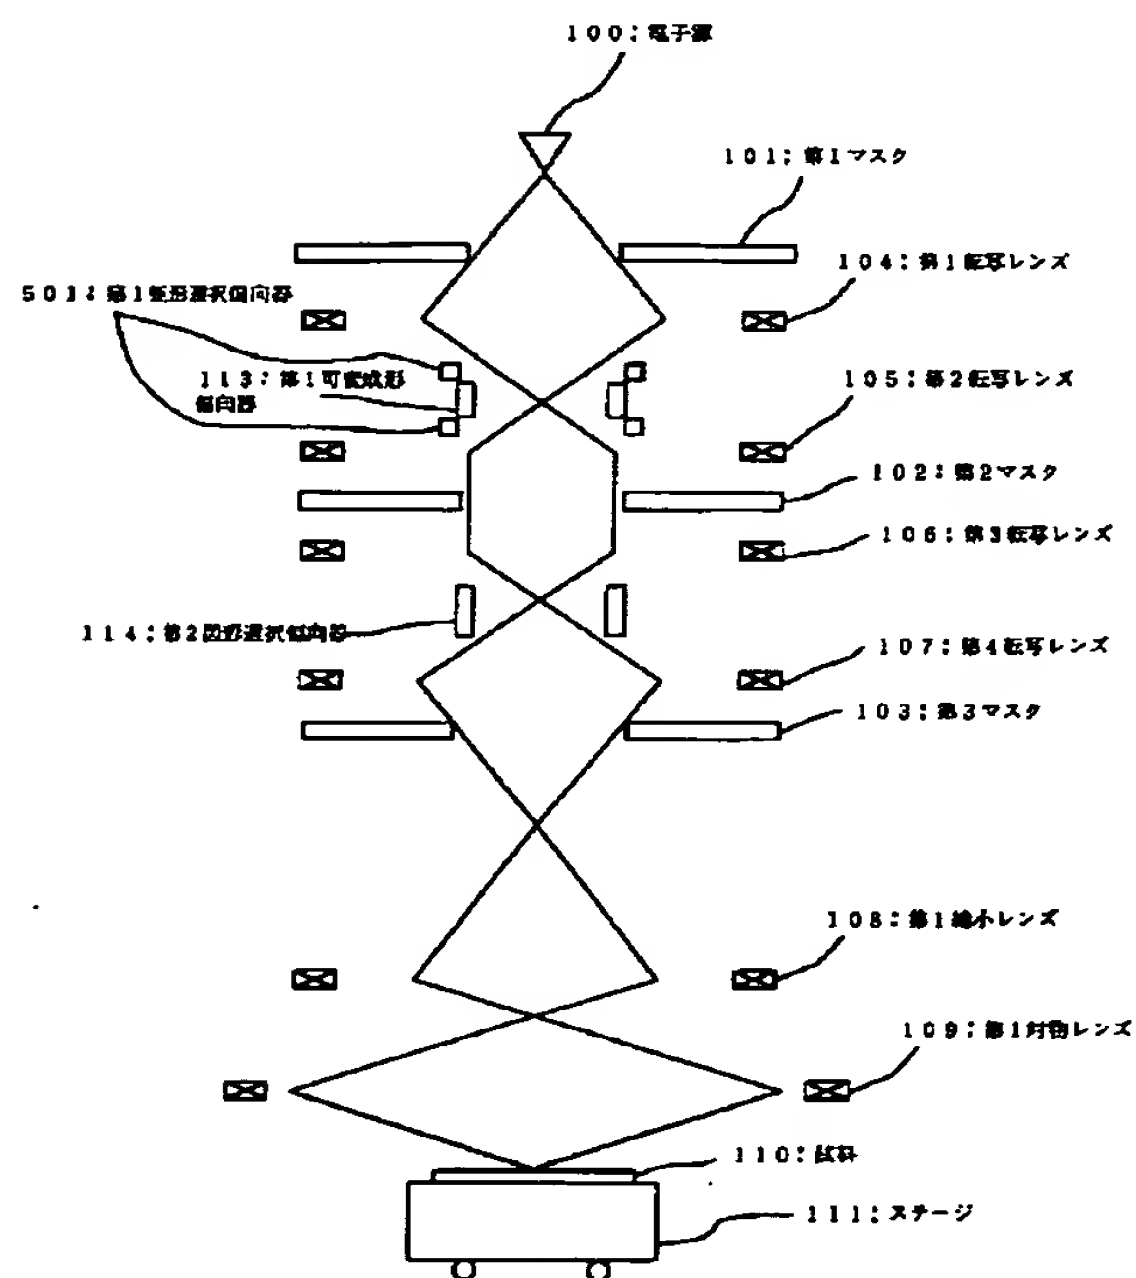 100:電子源
101:第1マスク
104:第1転写レンズ
501:第1矩形選択偏向器
113:第1可変成形
偏向器
105:第2転写レンズ
102:第2マスク
106:第3転写レンズ
114:第2図形選択偏向器
107:第4転写レンズ
103:第3マスク
108:第1縮小レンズ
109:第1対物レンズ
110:試料
111:ステージ